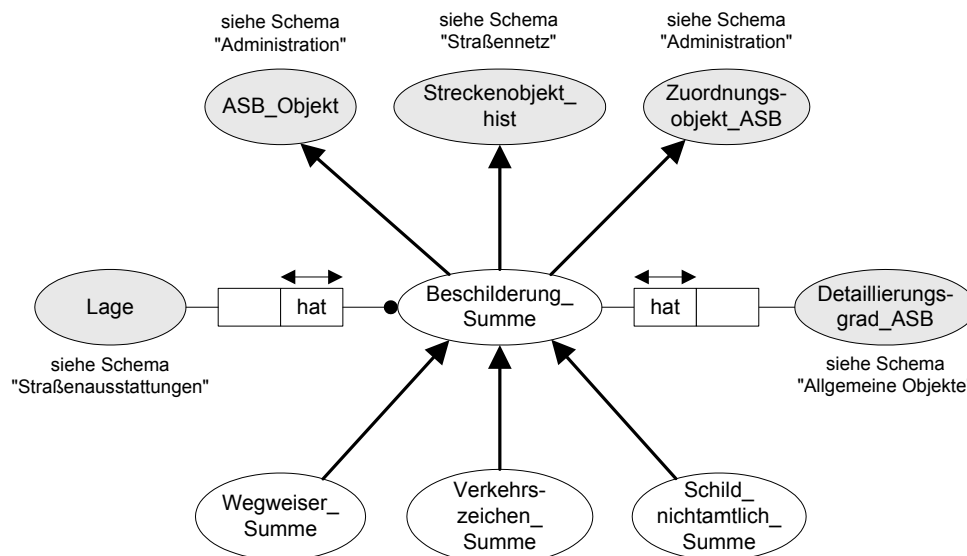 siehe Schema
"Administration"
siehe Schema
"Straßennetz"
siehe Schema
"Administration"
ASB_Objekt
Streckenobjekt_
hist
Zuordnungs-
objekt_ASB
Lage
hat
Beschilderung_
Summe
hat
Detaillierungs-
grad_ASB
siehe Schema
"Straßenausstattungen"
siehe Schema
"Allgemeine Objekte
Wegweiser_
Summe
Verkehrs-
zeichen_
Summe
Schild_
nichtamtlich_
Summe